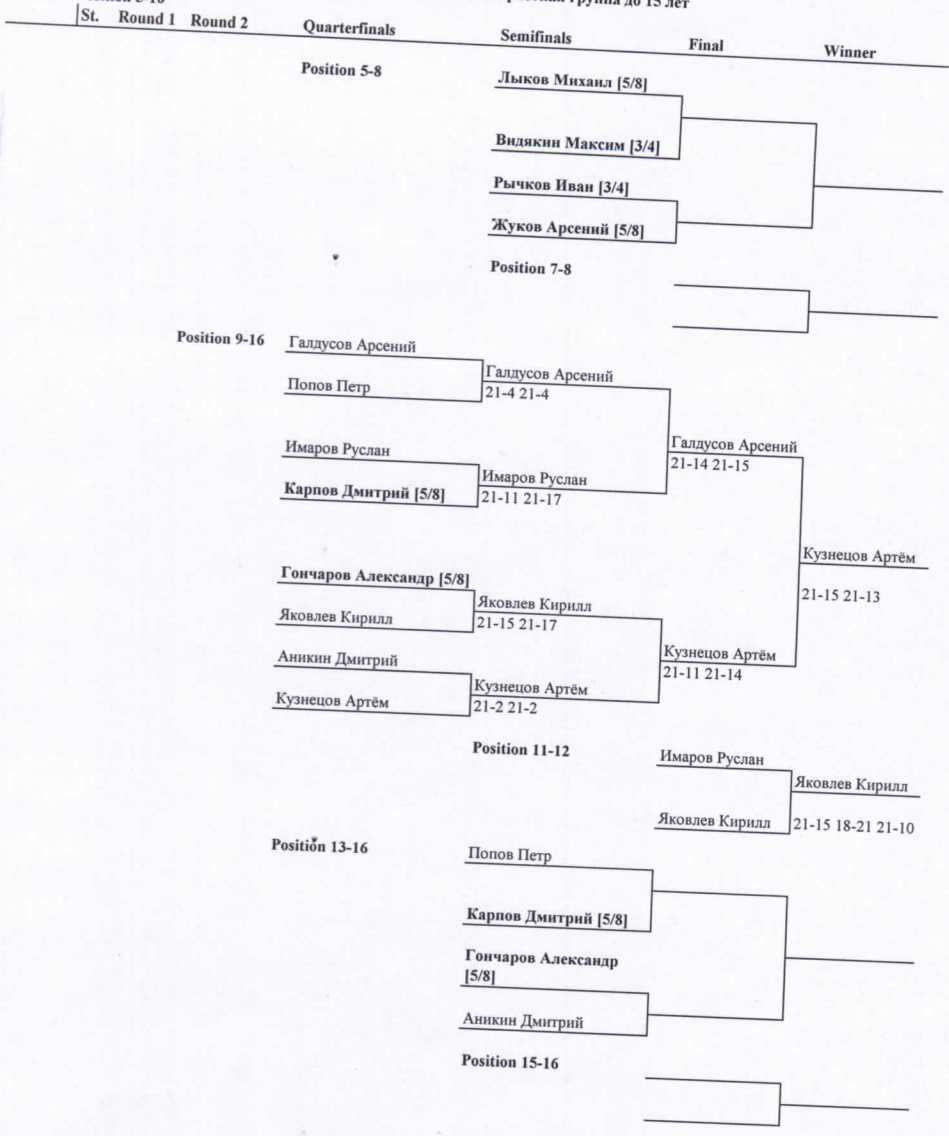 группа до 15 лет
St. Round 1 Round 2 Quarterfinals Semifinals Final Winner
Position 5-8
Лыков Михаил [5/8]
Видякин Максим [3/4]
Рычков Иван [3/4]
Жуков Арсений [5/8]
Position 7-8
Position 9-16
Галдусов Арсений
Попов Петр
Галдусов Арсений
21-4 21-4
Имаров Руслан
Карпов Дмитрий [5/8]
Имаров Руслан
21-11 21-17
Галдусов Арсений
21-14 21-15
Гончаров Александр [5/8]
Яковлев Кирилл
Яковлев Кирилл
21-15 21-17
Аникин Дмитрий
Кузнецов Артём
Кузнецов Артём
21-2 21-2
Кузнецов Артём
21-11 21-14
Кузнецов Артём
21-15 21-13
Position 11-12
Имаров Руслан
Яковлев Кирилл
Яковлев Кирилл
21-15 18-21 21-10
Position 13-16
Попов Петр
Карпов Дмитрий [5/8]
Гончаров Александр
[5/8]
Аникин Дмитрий
Position 15-16